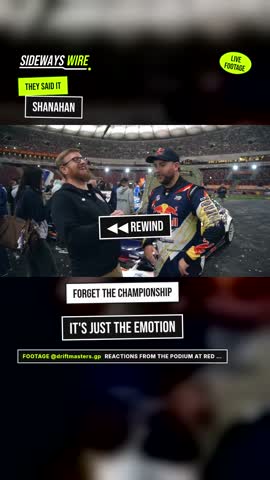 SIDEWAYS WIRE.
LIVE
FOOTAGE
THEY SAID IT
SHANAHAN
REWIND
FORGET THE CHAMPIONSHIP
IT'S JUST THE EMOTION
FOOTAGE @driftmasters.gp REACTIONS FROM THE PODIUM AT RED ...